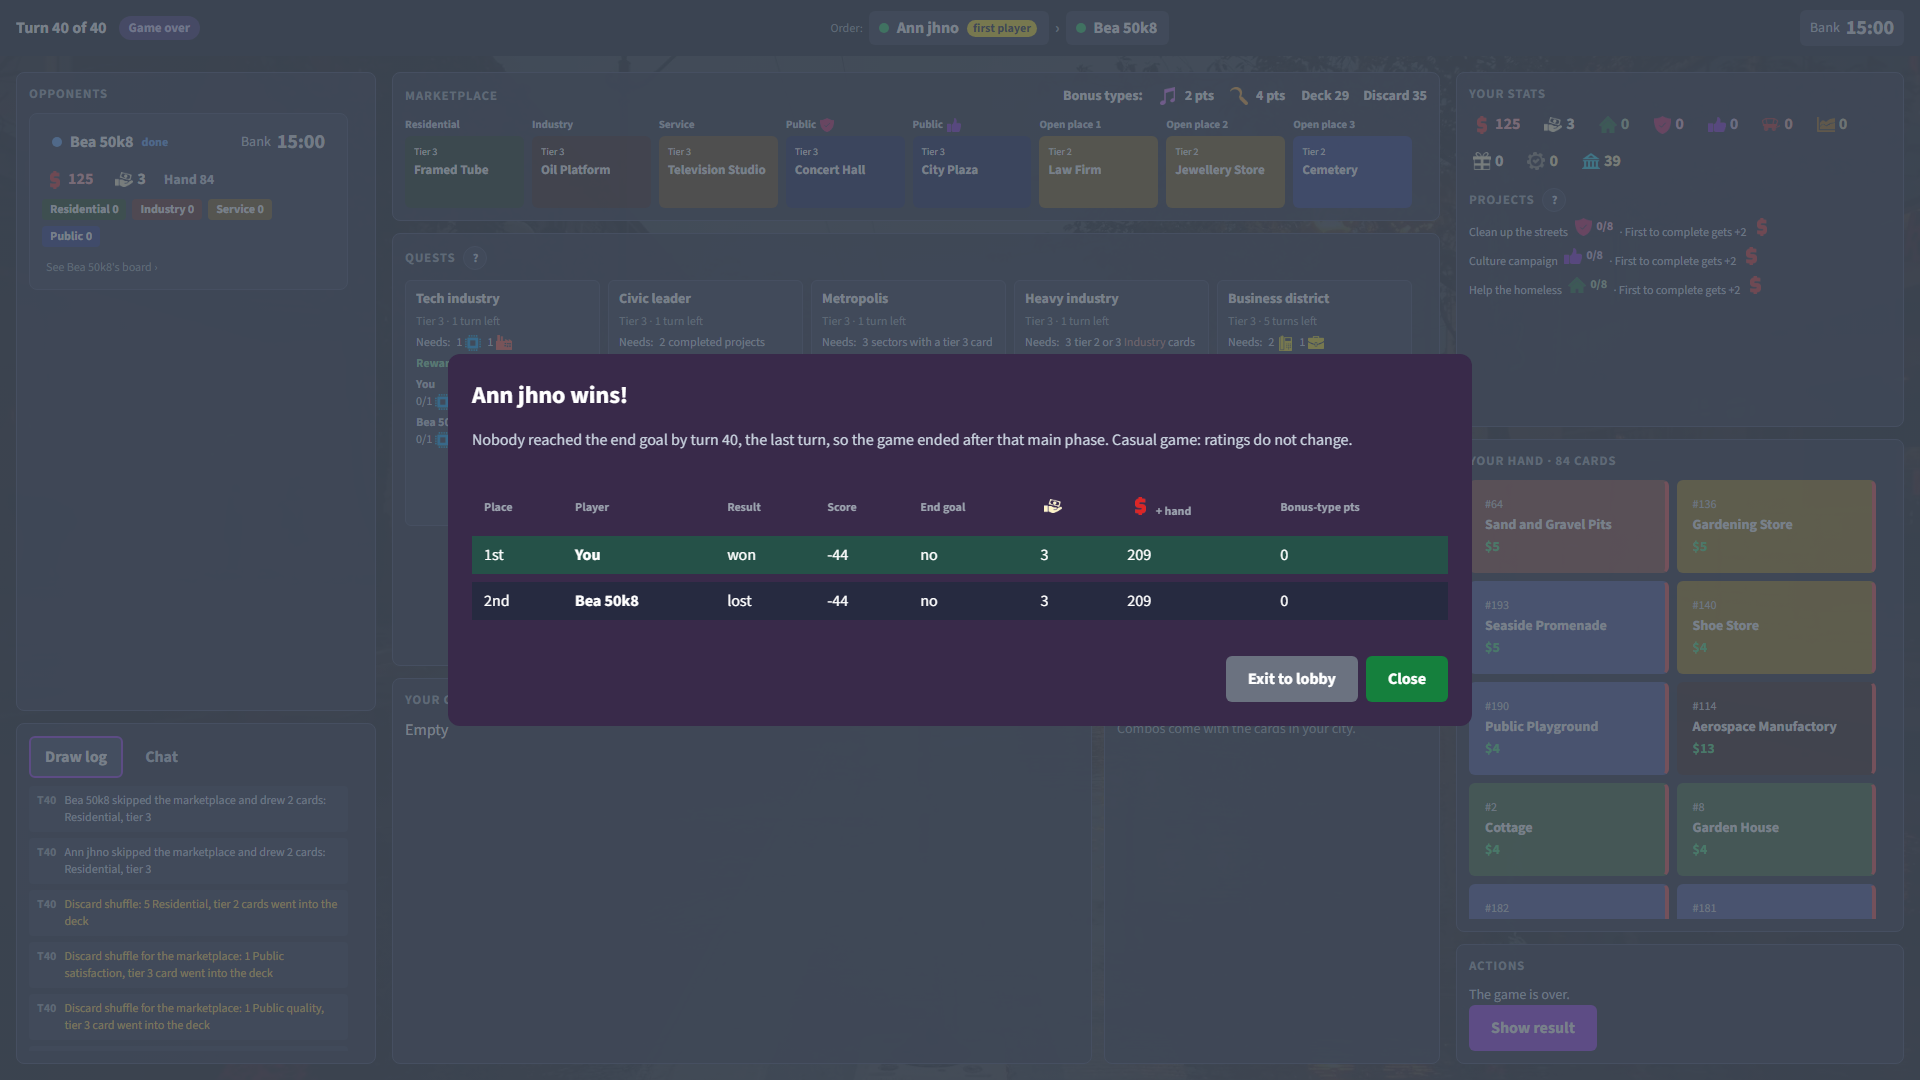 Turn 40 of 40 Game over
Order: Ann jhno first player › Bea 50k8
Bank 15:00
OPPONENTS
Bea 50k8 done Bank 15:00
125 3 Hand 84
Residential 0 Industry 0 Service 0
Public 0
See Bea 50k8's board ›
MARKETPLACE
Bonus types: 2 pts 4 pts Deck 29 Discard 35
Residential Industry Service Public Public Open place 1 Open place 2 Open place 3
Tier 3 Tier 3 Tier 3 Tier 3 Tier 3 Tier 2 Tier 2 Tier 2
Framed Tube Oil Platform Television Studio Concert Hall City Plaza Law Firm Jewellery Store Cemetery
QUESTS ?
Tech industry Civic leader Metropolis Heavy industry Business district
Tier 3 · 1 turn left Tier 3 · 1 turn left Tier 3 · 1 turn left Tier 3 · 1 turn left Tier 3 · 5 turns left
Needs: 1 1 Needs: 2 completed projects Needs: 3 sectors with a tier 3 card Needs: 3 tier 2 or 3 Industry cards Needs: 2 1
You
0/1
0/1
YOUR STATS
125 3 0 0 0 0 0
0 0 39
PROJECTS ?
Clean up the streets 0/8 · First to complete gets +2
Culture campaign 0/8 · First to complete gets +2
Help the homeless 0/8 · First to complete gets +2
Ann jhno wins!
Nobody reached the end goal by turn 40, the last turn, so the game ended after that main phase. Casual game: ratings do not change.
Place Player Result Score End goal + hand Bonus-type pts
1st You won -44 no 3 209 0
2nd Bea 50k8 lost -44 no 3 209 0
Exit to lobby Close
Empty
Combos come with the cards in your city.
YOUR HAND - 84 CARDS
#64 #136
Sand and Gravel Pits Gardening Store
$5 $5
#193 #140
Seaside Promenade Shoe Store
$5 $4
#190 #114
Public Playground Aerospace Manufactory
$4 $13
#2 #8
Cottage Garden House
$4 $4
#182 #181
Draw log Chat
T40 Bea 50k8 skipped the marketplace and drew 2 cards:
Residential, tier 3
T40 Ann jhno skipped the marketplace and drew 2 cards:
Residential, tier 3
T40 Discard shuffle: 5 Residential, tier 2 cards went into the
deck
T40 Discard shuffle for the marketplace: 1 Public
satisfaction, tier 3 card went into the deck
T40 Discard shuffle for the marketplace: 1 Public quality,
tier 3 card went into the deck
ACTIONS
The game is over.
Show result